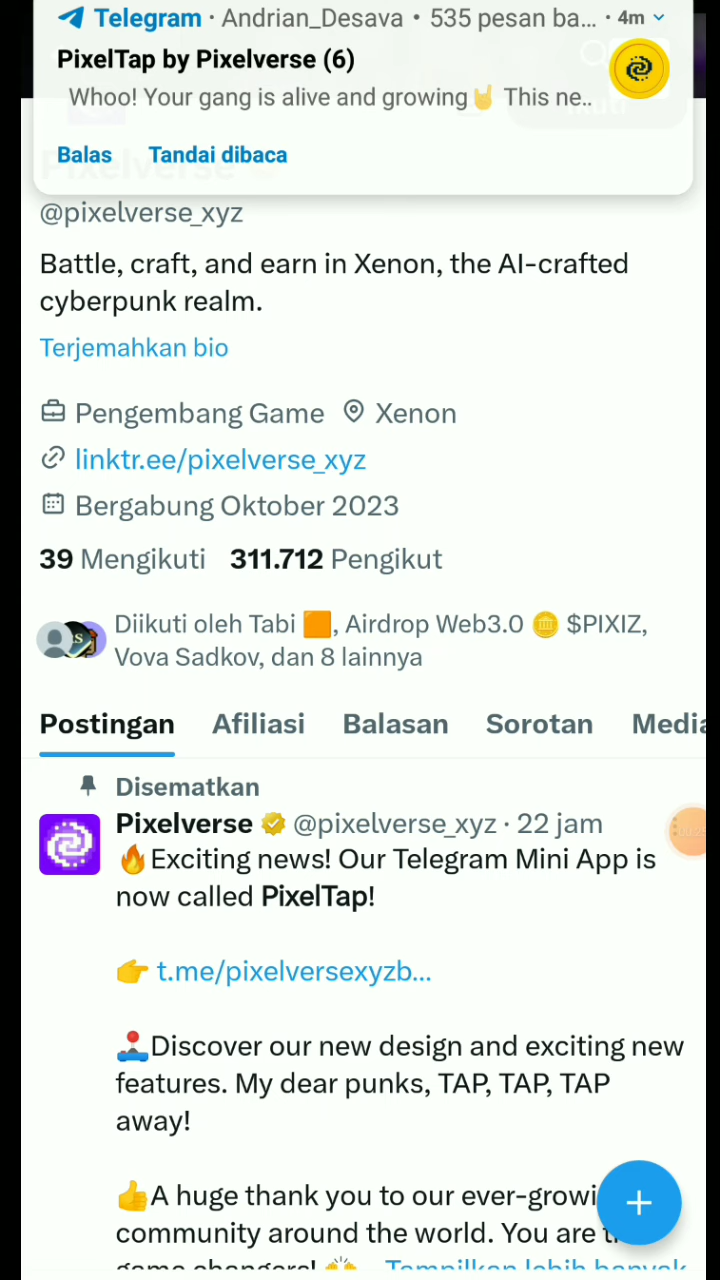 Telegram · Andrian_Desava • 535 pesan ba... · 4m
PixelTap by Pixelverse (6)
Whoo! Your gang is alive and growing🤘 This ne..
Balas Tandai dibaca
@pixelverse_xyz
Battle, craft, and earn in Xenon, the AI-crafted
cyberpunk realm.
Terjemahkan bio
Pengembang Game Xenon
linktr.ee/pixelverse_xyz
Bergabung Oktober 2023
39 Mengikuti 311.712 Pengikut
Diikuti oleh Tabi 🟧, Airdrop Web3.0 🪙 $PIXIZ,
Vova Sadkov, dan 8 lainnya
Postingan Afiliasi Balasan Sorotan Media
Disematkan
Pixelverse @pixelverse_xyz · 22 jam
🔥Exciting news! Our Telegram Mini App is
now called PixelTap!
👉 t.me/pixelversexyzb...
🕹️Discover our new design and exciting new
features. My dear punks, TAP, TAP, TAP
away!
👍A huge thank you to our ever-growi
community around the world. You are
game changers! 🙌 Tampilkan lebih banyak